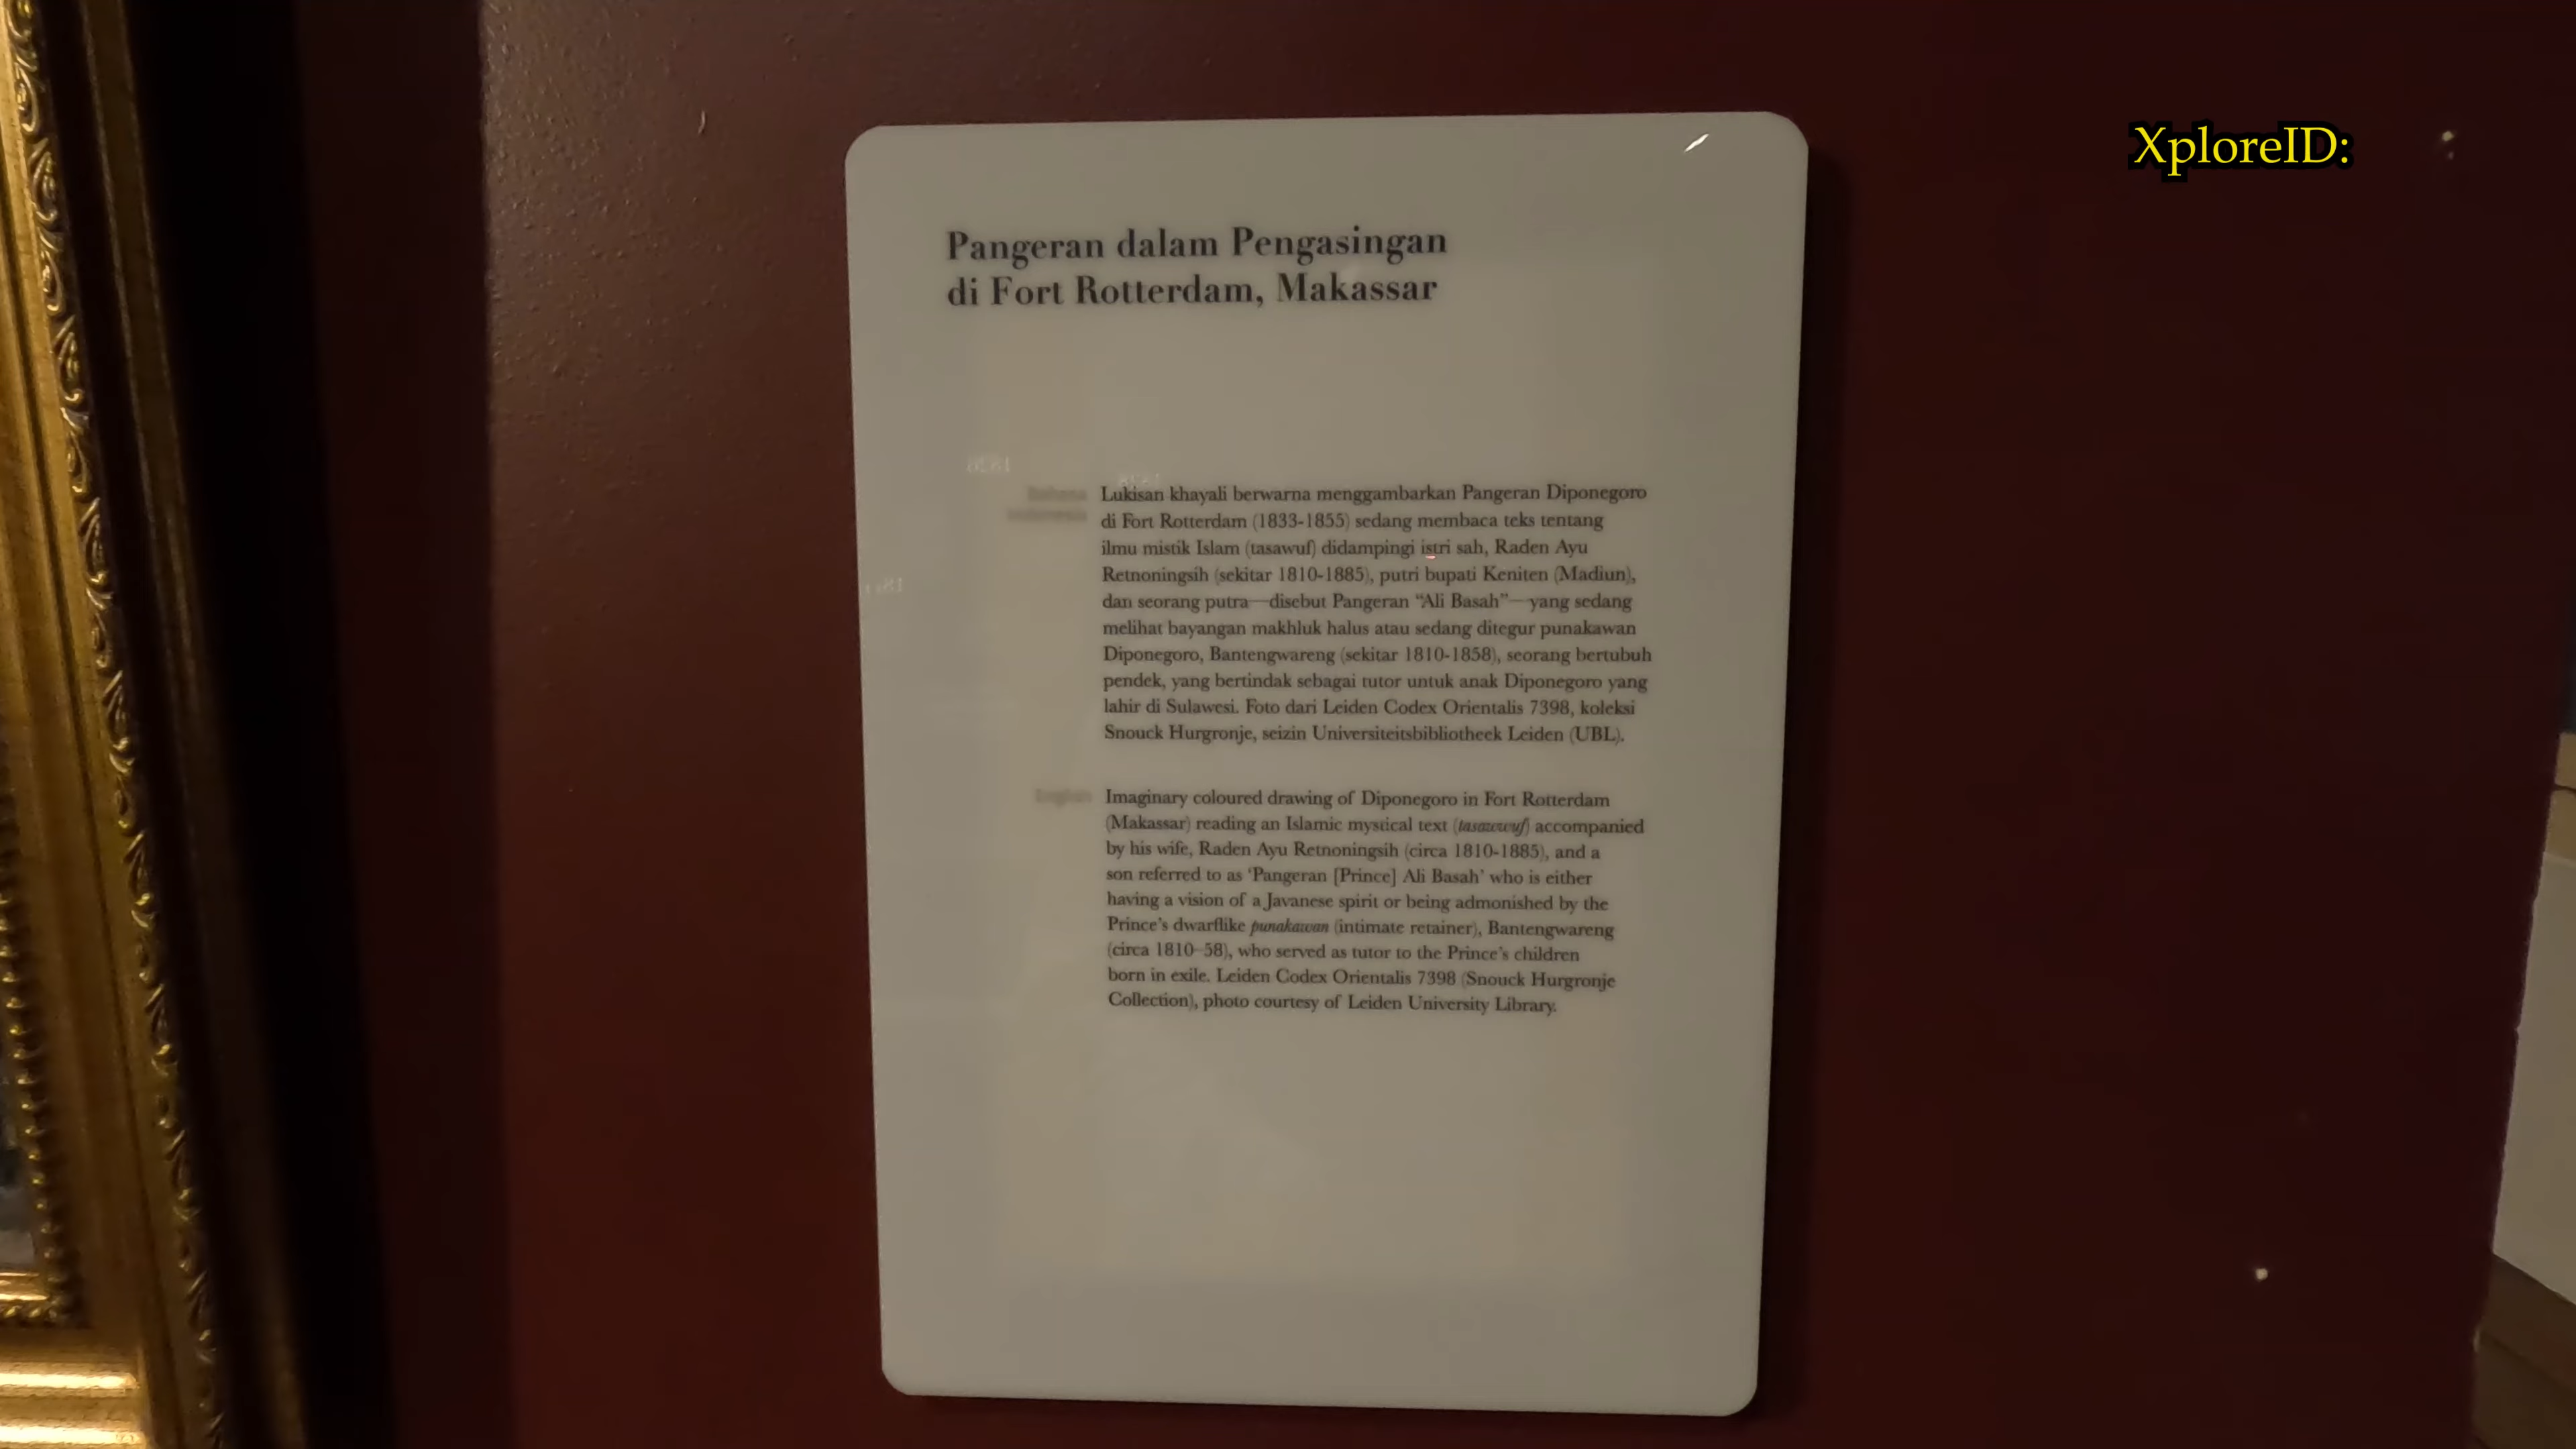 XploreID:
Pangeran dalam Pengasingan
di Fort Rotterdam, Makassar
Lukisan khayali berwarna menggambarkan Pangeran Diponegoro
di Fort Rotterdam (1833-1855) sedang membaca teks tentang
ilmu mistik Islam (tasawuf) didampingi istri sah, Raden Ayu
Retnoningsih (sekitar 1810-1885), putri bupati Keniten (Madiun),
dan seorang putra—disebut Pangeran “Ali Basah”—yang sedang
melihat bayangan makhluk halus atau sedang ditegur punakawan
Diponegoro, Bantengwareng (sekitar 1810-1858), seorang bertubuh
pendek, yang bertindak sebagai tutor untuk anak Diponegoro yang
lahir di Sulawesi. Foto dari Leiden Codex Orientalis 7398, koleksi
Snouck Hurgronje, seizin Universiteitsbibliotheek Leiden (UBL).
English
Imaginary coloured drawing of Diponegoro in Fort Rotterdam
(Makassar) reading an Islamic mystical text (tasawwuf) accompanied
by his wife, Raden Ayu Retnoningsih (circa 1810-1885), and a
son referred to as ‘Pangeran [Prince] Ali Basah’ who is either
having a vision of a Javanese spirit or being admonished by the
Prince’s dwarflike punakawan (intimate retainer), Bantengwareng
(circa 1810–58), who served as tutor to the Prince’s children
born in exile. Leiden Codex Orientalis 7398 (Snouck Hurgronje
Collection), photo courtesy of Leiden University Library.